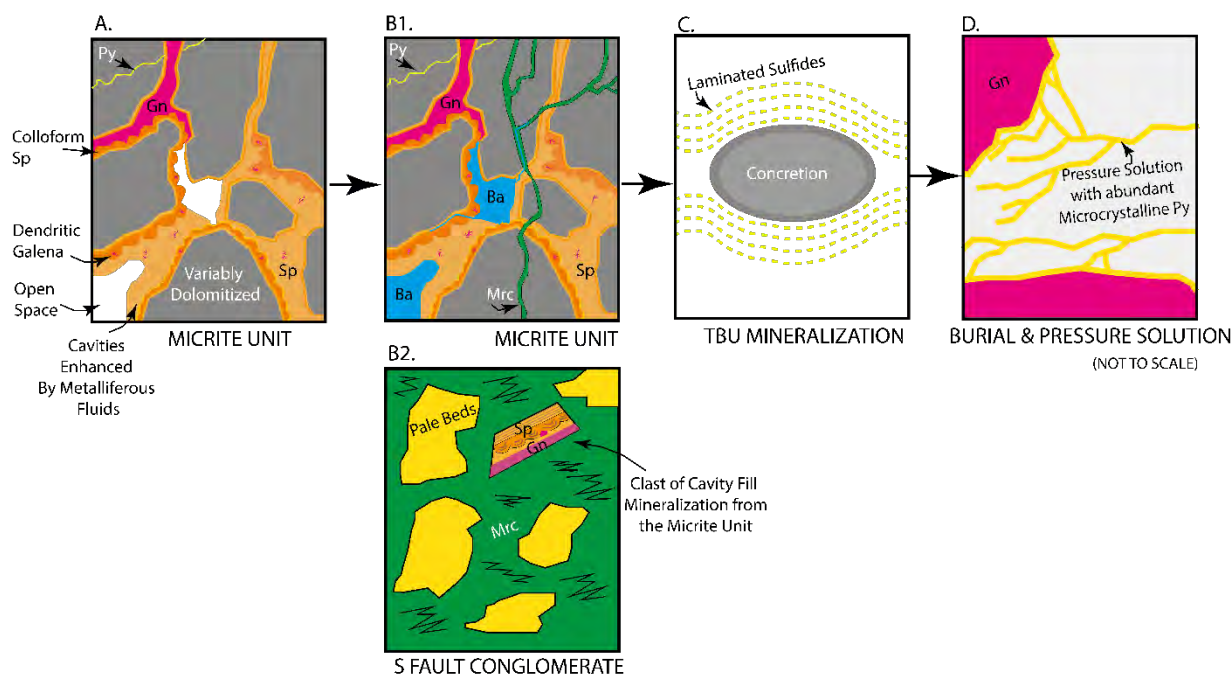 A.
Py
Gn
Colloform
Sp
Dendritic
Galena
Open
Space
Sp
Variably
Dolomitized
Cavities
Enhanced
By Metalliferous
Fluids
MICRITE UNIT
B1.
Py
Gn
Ba
Sp
Ba
Mrc
MICRITE UNIT
B2.
Pale Beds
Sp
Gn
Mrc
Clast of Cavity Fill
Mineralization from
the Micrite Unit
S FAULT CONGLOMERATE
C.
Laminated Sulfides
Concretion
TBU MINERALIZATION
D.
Gn
Pressure Solution
with abundant
Microcrystalline Py
BURIAL & PRESSURE SOLUTION
(NOT TO SCALE)